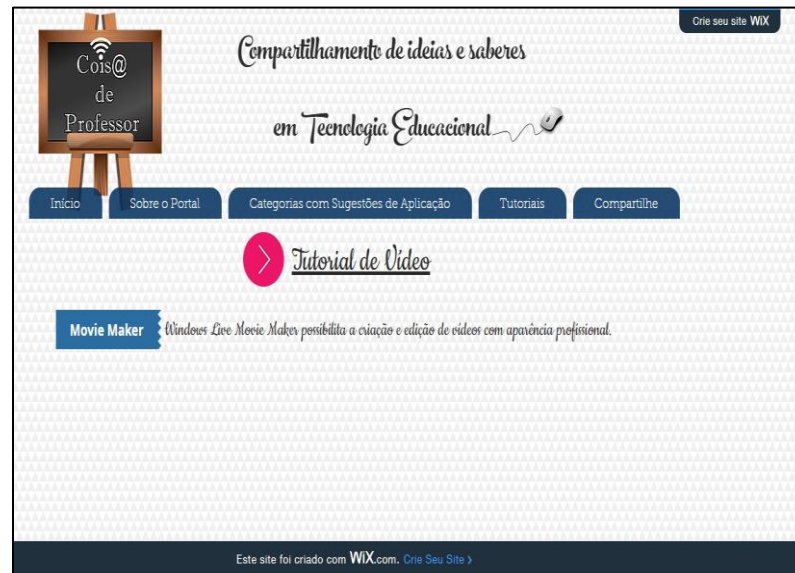 Crie seu site WiX
Cois@
de
Professor
Compartilhamento de ideias e saberes
em Tecnologia Educacional
Início Sobre o Portal Categorias com Sugestões de Aplicação Tutoriais Compartilhe
Tutorial de Vídeo
Movie Maker Windows Live Movie Maker possibilita a criação e edição de vídeos com aparência profissional.
Este site foi criado com WiX.com. Crie Seu Site >